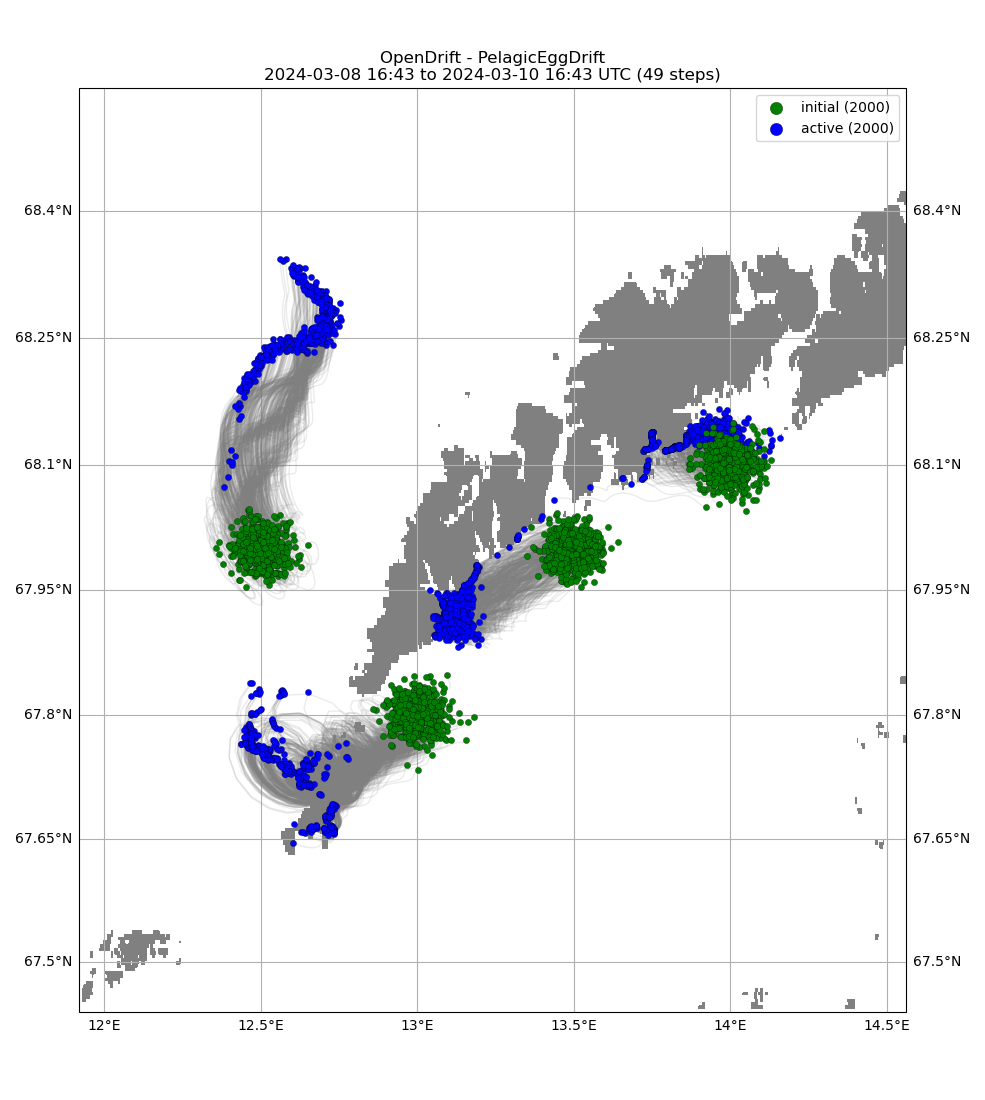 OpenDrift - PelagicEggDrift
2024-03-08 16:43 to 2024-03-10 16:43 UTC (49 steps)
initial (2000)
active (2000)
68.4°N 68.4°N
68.25°N 68.25°N
68.1°N 68.1°N
67.95°N 67.95°N
67.8°N 67.8°N
67.65°N 67.65°N
67.5°N 67.5°N
12°E 12.5°E 13°E 13.5°E 14°E 14.5°E